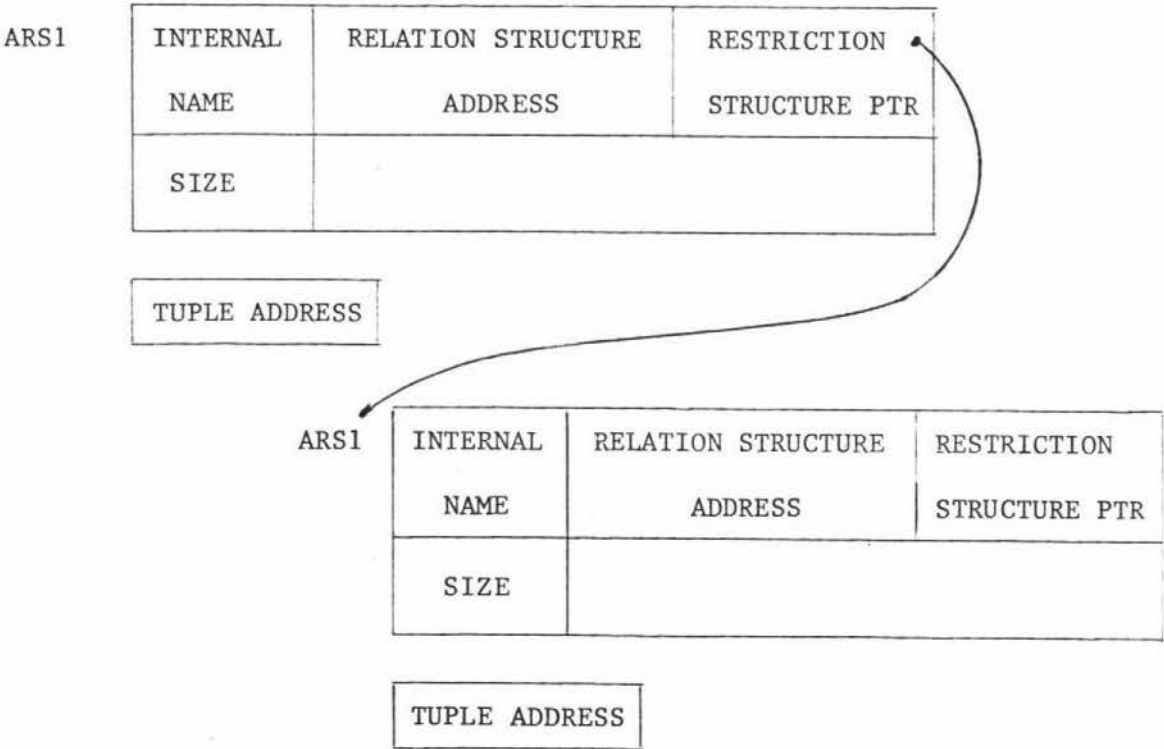 ARS1 INTERNAL RELATION STRUCTURE RESTRICTION
NAME ADDRESS STRUCTURE PTR
SIZE
TUPLE ADDRESS
ARS1 INTERNAL RELATION STRUCTURE RESTRICTION
NAME ADDRESS STRUCTURE PTR
SIZE
TUPLE ADDRESS